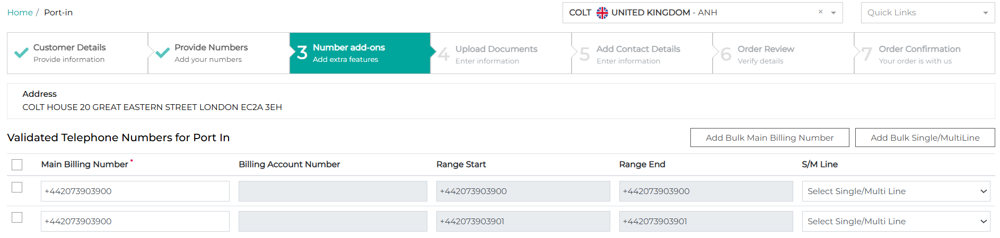 Home / Port-in
COLT UNITED KINGDOM - ANH × Quick Links
Customer Details
Provide information
Provide Numbers
Add your numbers
3 Number add-ons
Add extra features
4 Upload Documents
Enter information
5 Add Contact Details
Enter information
6 Order Review
Verify details
7 Order Confirmation
Your order is with us
Address
COLT HOUSE 20 GREAT EASTERN STREET LONDON EC2A 3EH
Validated Telephone Numbers for Port In
Add Bulk Main Billing Number Add Bulk Single/MultiLine
Main Billing Number * Billing Account Number Range Start Range End S/M Line
+442073903900 +442073903900 +442073903900 Select Single/Multi Line
+442073903900 +442073903901 +442073903901 Select Single/Multi Line